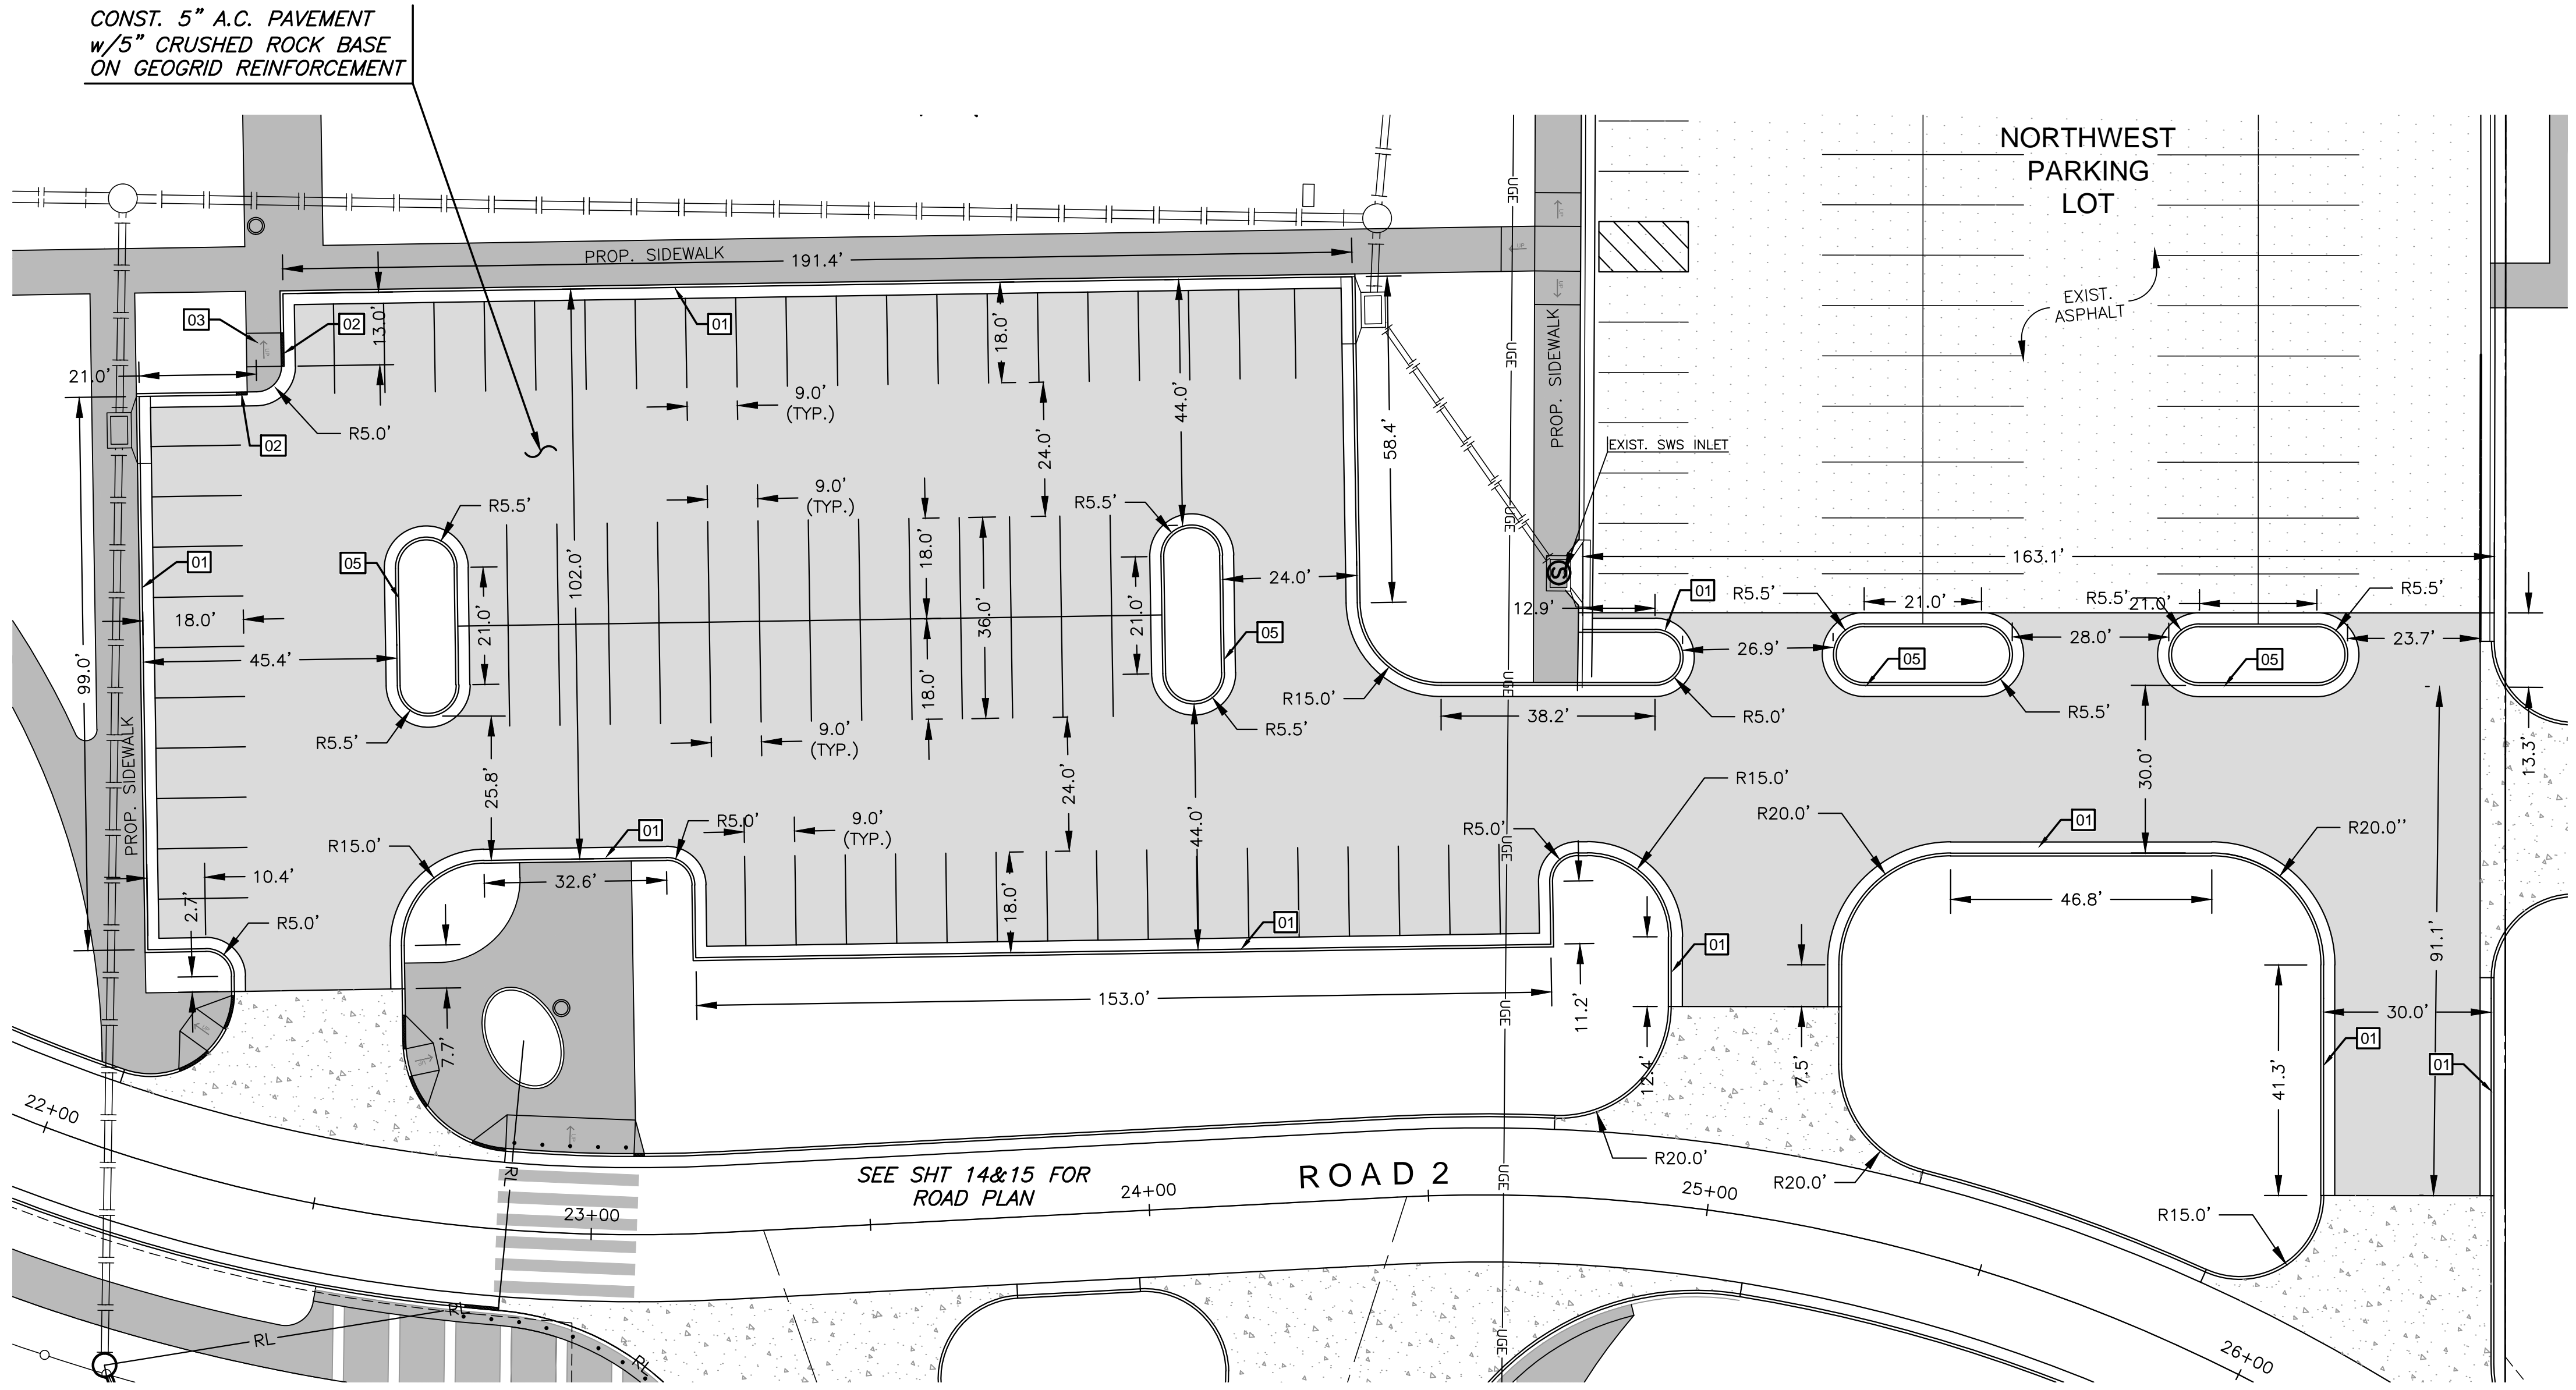 CONST. 5" A.C. PAVEMENT
w/5" CRUSHED ROCK BASE
ON GEOGRID REINFORCEMENT
NORTHWEST
PARKING
LOT
UGE
PROP. SIDEWALK
191.4'
03
02
13.0'
01
18.0'
EXIST.
ASPHALT
21.0'
R5.0'
02
9.0'
(TYP.)
44.0'
24.0'
58.4'
PROP. SIDEWALK
UGE
EXIST. SWS INLET
R5.5'
9.0'
(TYP.)
R5.5'
UGE
01
05
102.0'
18.0'
36.0'
24.0'
S
163.1'
18.0'
21.0'
21.0'
12.9'
01
R5.5'
21.0'
R5.5'
21.0'
R5.5'
45.4'
05
26.9'
28.0'
23.7'
99.0'
18.0'
05
05
R15.0'
UGE
38.2'
R5.0'
R5.5'
R5.5'
9.0'
(TYP.)
R5.5'
13.3'
PROP. SIDEWALK
25.8'
24.0'
R15.0'
30.0'
R15.0'
01
R5.0'
9.0'
(TYP.)
44.0'
R5.0'
UGE
R20.0'
01
R20.0''
10.4'
32.6'
2.7'
R5.0'
18.0'
01
01
46.8'
91.1'
153.0'
11.2'
UGE
30.0'
7.7'
12.4'
7.5'
41.3'
01
01
22+00
RL
SEE SHT 14&15 FOR
ROAD PLAN
ROAD 2
UGE
R20.0'
R20.0'
23+00
24+00
25+00
R15.0'
RL
RL
RL
UGE
26+00